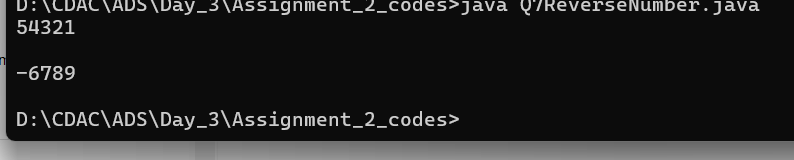 D:\CDAC\ADS\Day_3\Assignment_2_codes>java Q7ReverseNumber.java
54321
-6789
D:\CDAC\ADS\Day_3\Assignment_2_codes>